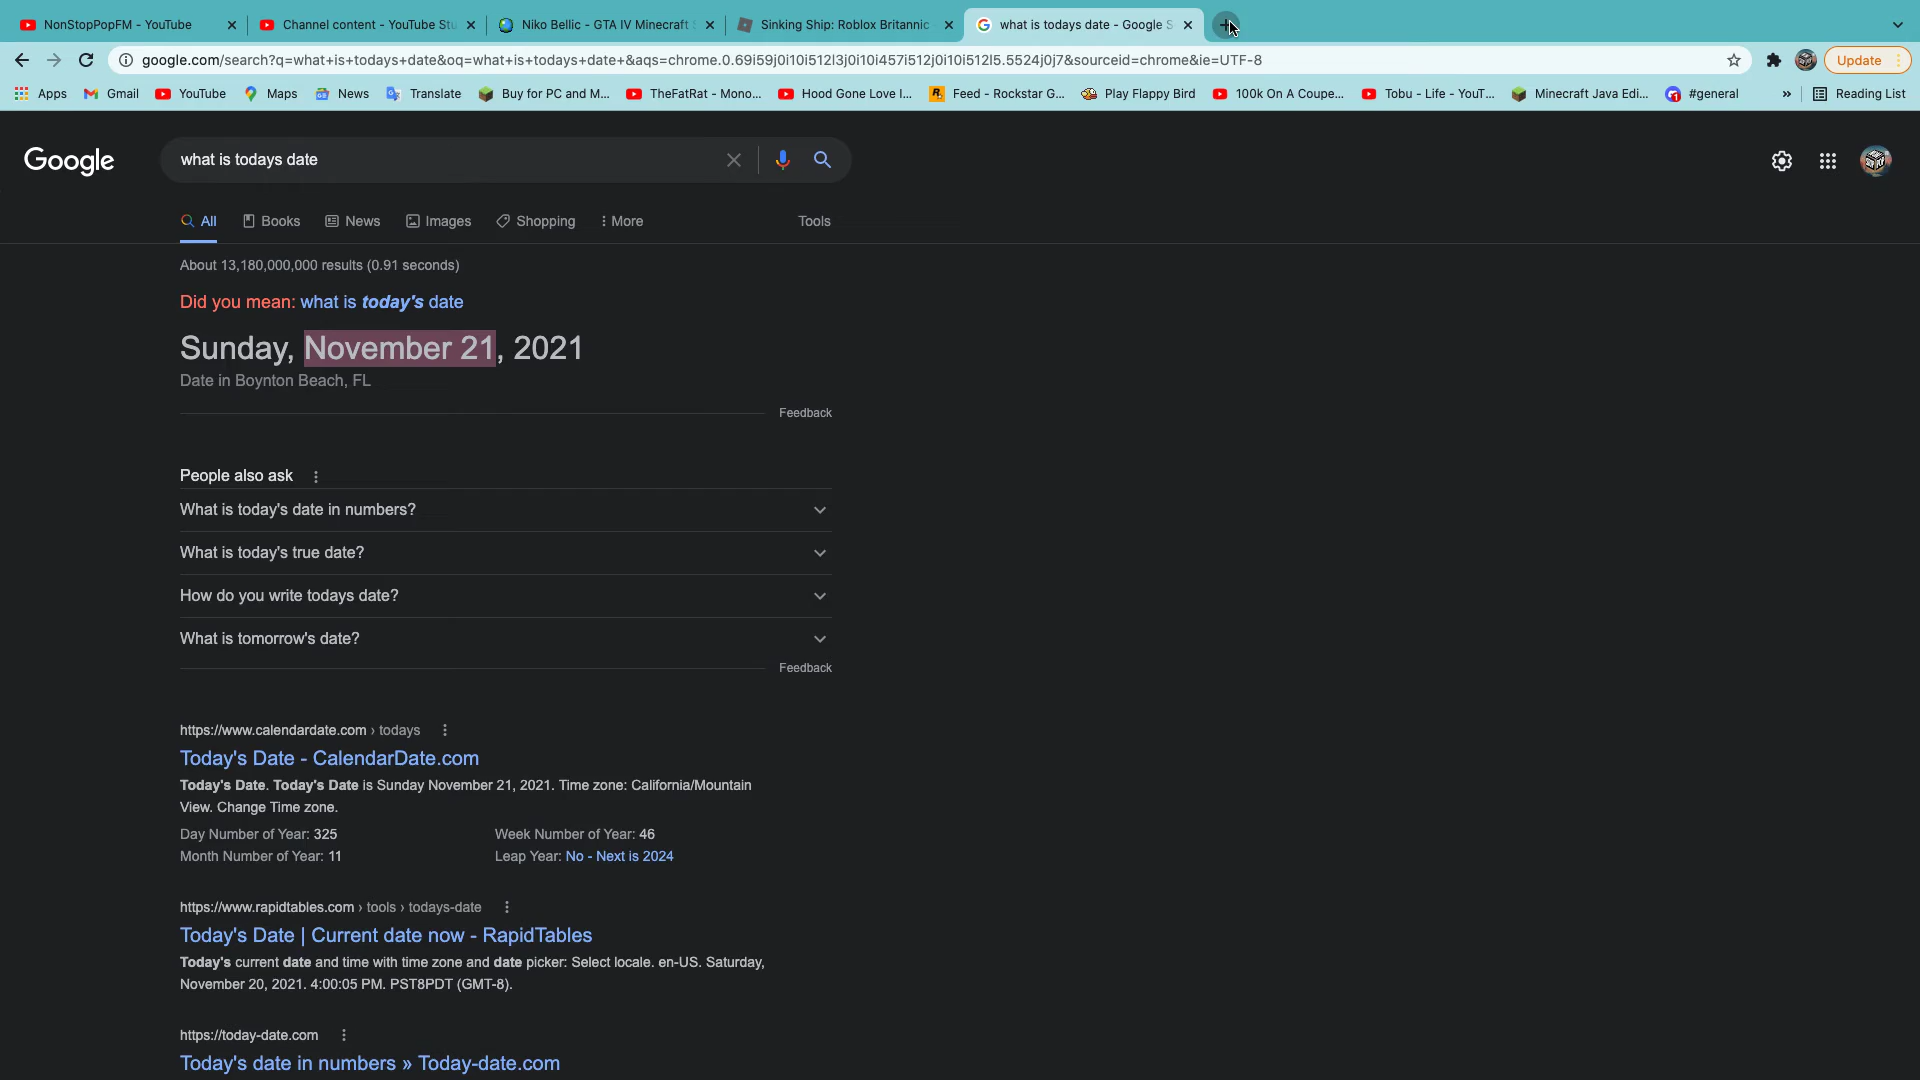 NonStopPopFM - YouTube
Channel content - YouTube Stu
Niko Bellic - GTA IV Minecraft S
Sinking Ship: Roblox Britannic
what is todays date - Google S
google.com/search?q=what+is+todays+date&oq=what+is+todays+date+&aqs=chrome.0.69i59j0i10i512l3j0i10i457i512j0i10i512l5.5524j0j7&sourceid=chrome&ie=UTF-8
Update
Apps
Gmail
YouTube
Maps
News
Translate
Buy for PC and M...
TheFatRat - Mono...
Hood Gone Love I...
Feed - Rockstar G...
Play Flappy Bird
100k On A Coupe...
Tobu - Life - YouT...
Minecraft Java Edi...
#general
»
Reading List
Google
what is todays date
All
Books
News
Images
Shopping
More
Tools
About 13,180,000,000 results (0.91 seconds)
Did you mean: what is today's date
Sunday, November 21, 2021
Date in Boynton Beach, FL
Feedback
People also ask
What is today's date in numbers?
What is today's true date?
How do you write todays date?
What is tomorrow's date?
Feedback
https://www.calendardate.com › todays
Today's Date - CalendarDate.com
Today's Date. Today's Date is Sunday November 21, 2021. Time zone: California/Mountain
View. Change Time zone.
Day Number of Year: 325
Week Number of Year: 46
Month Number of Year: 11
Leap Year: No - Next is 2024
https://www.rapidtables.com › tools › todays-date
Today's Date | Current date now - RapidTables
Today's current date and time with time zone and date picker: Select locale. en-US. Saturday,
November 20, 2021. 4:00:05 PM. PST8PDT (GMT-8).
https://today-date.com
Today's date in numbers » Today-date.com